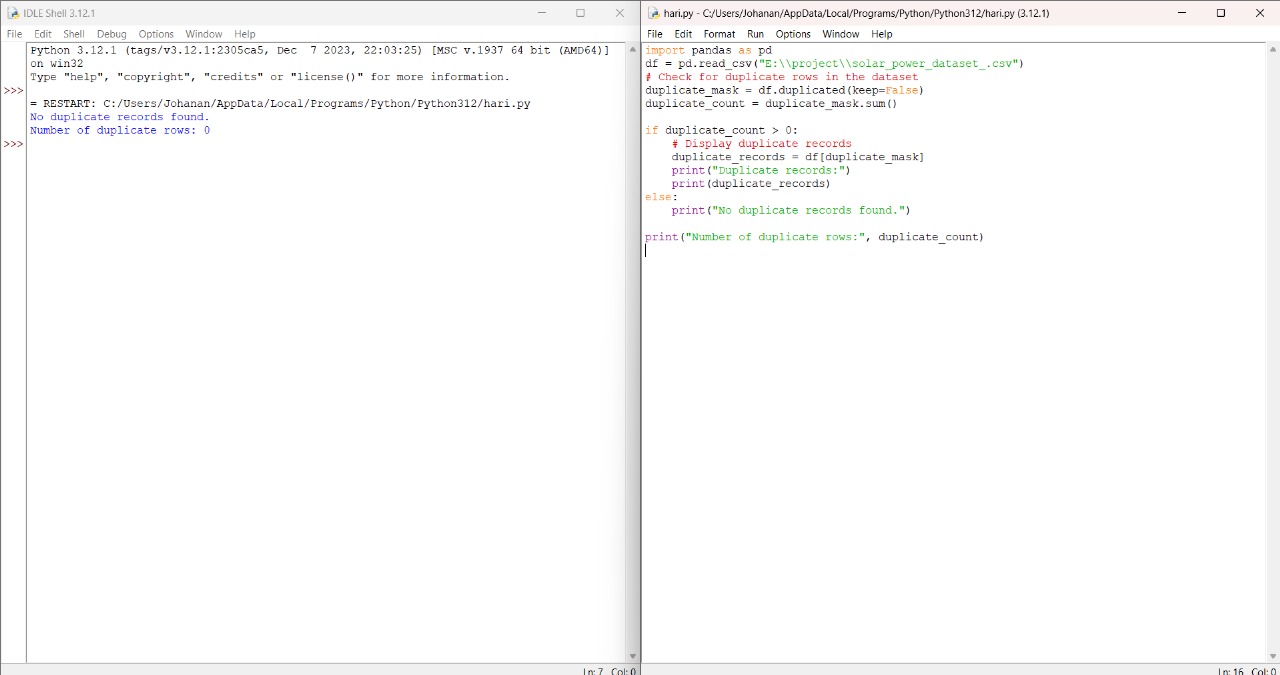 IDLE Shell 3.12.1
File Edit Shell Debug Options Window Help
Python 3.12.1 (tags/v3.12.1:2305ca5, Dec  7 2023, 22:03:25) [MSC v.1937 64 bit (AMD64)]
on win32
Type "help", "copyright", "credits" or "license()" for more information.
>>>
= RESTART: C:/Users/Johanan/AppData/Local/Programs/Python/Python312/hari.py
No duplicate records found.
Number of duplicate rows: 0
>>>
Ln: 7 Col: 0
hari.py - C:/Users/Johanan/AppData/Local/Programs/Python/Python312/hari.py (3.12.1)
File Edit Format Run Options Window Help
import pandas as pd
df = pd.read_csv("E:\\project\\solar_power_dataset_.csv")
# Check for duplicate rows in the dataset
duplicate_mask = df.duplicated(keep=False)
duplicate_count = duplicate_mask.sum()
if duplicate_count > 0:
    # Display duplicate records
    duplicate_records = df[duplicate_mask]
    print("Duplicate records:")
    print(duplicate_records)
else:
    print("No duplicate records found.")
print("Number of duplicate rows:", duplicate_count)
Ln: 16 Col: 0